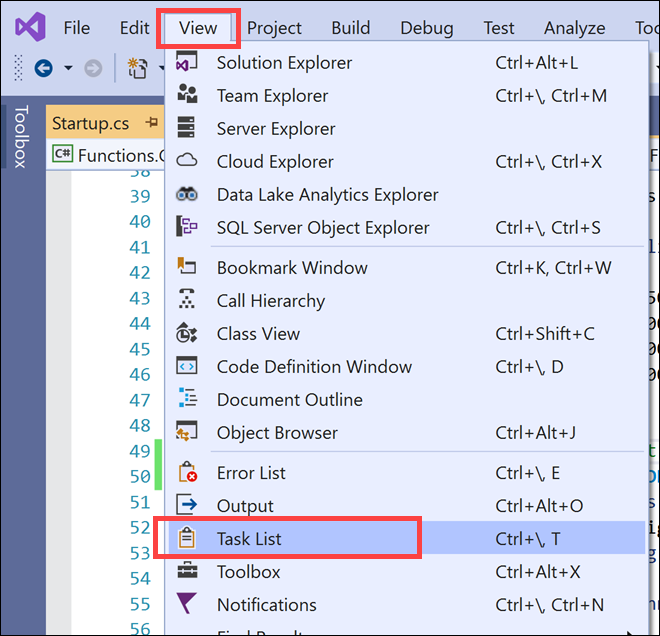 File Edit View Project Build Debug Test Analyze
Toolbox
Startup.cs
C# Functions.
Solution Explorer Ctrl+Alt+L
Team Explorer Ctrl+\, Ctrl+M
Server Explorer
Cloud Explorer Ctrl+\, Ctrl+X
Data Lake Analytics Explorer
SQL Server Object Explorer Ctrl+\, Ctrl+S
Bookmark Window Ctrl+K, Ctrl+W
Call Hierarchy
Class View Ctrl+Shift+C
Code Definition Window Ctrl+\, D
Document Outline
Object Browser Ctrl+Alt+J
Error List Ctrl+\, E
Output Ctrl+Alt+O
Task List Ctrl+\, T
Toolbox Ctrl+Alt+X
Notifications Ctrl+\, Ctrl+N
38
39
40
41
42
43
44
45
46
47
48
49
50
51
52
53
54
55
56